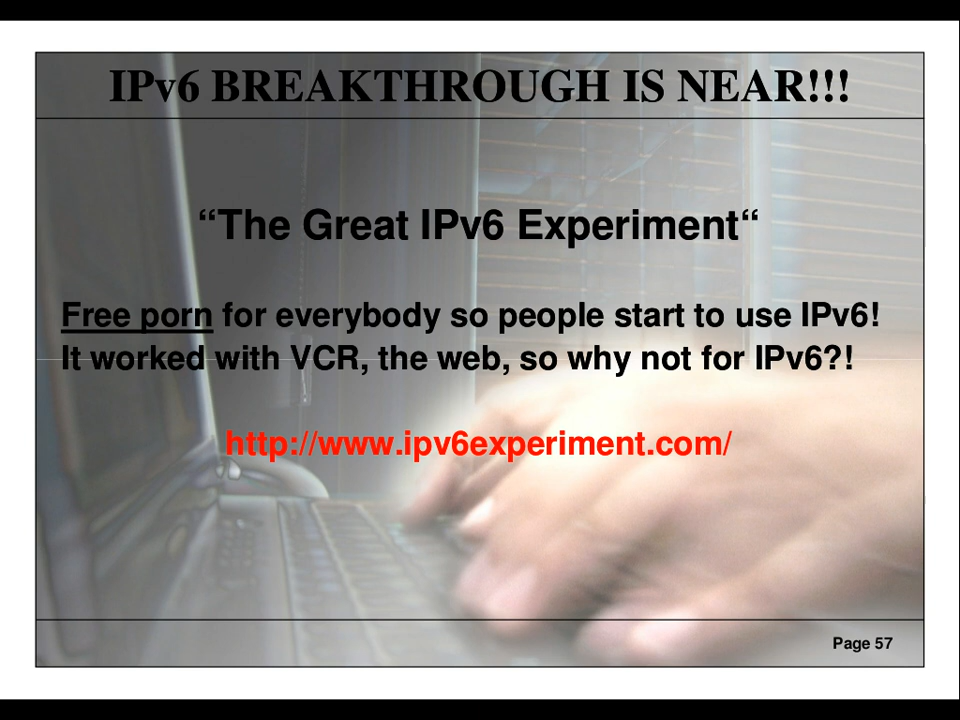 IPv6 BREAKTHROUGH IS NEAR!!!
“The Great IPv6 Experiment“
Free porn for everybody so people start to use IPv6!
It worked with VCR, the web, so why not for IPv6?!
http://www.ipv6experiment.com/
Page 57